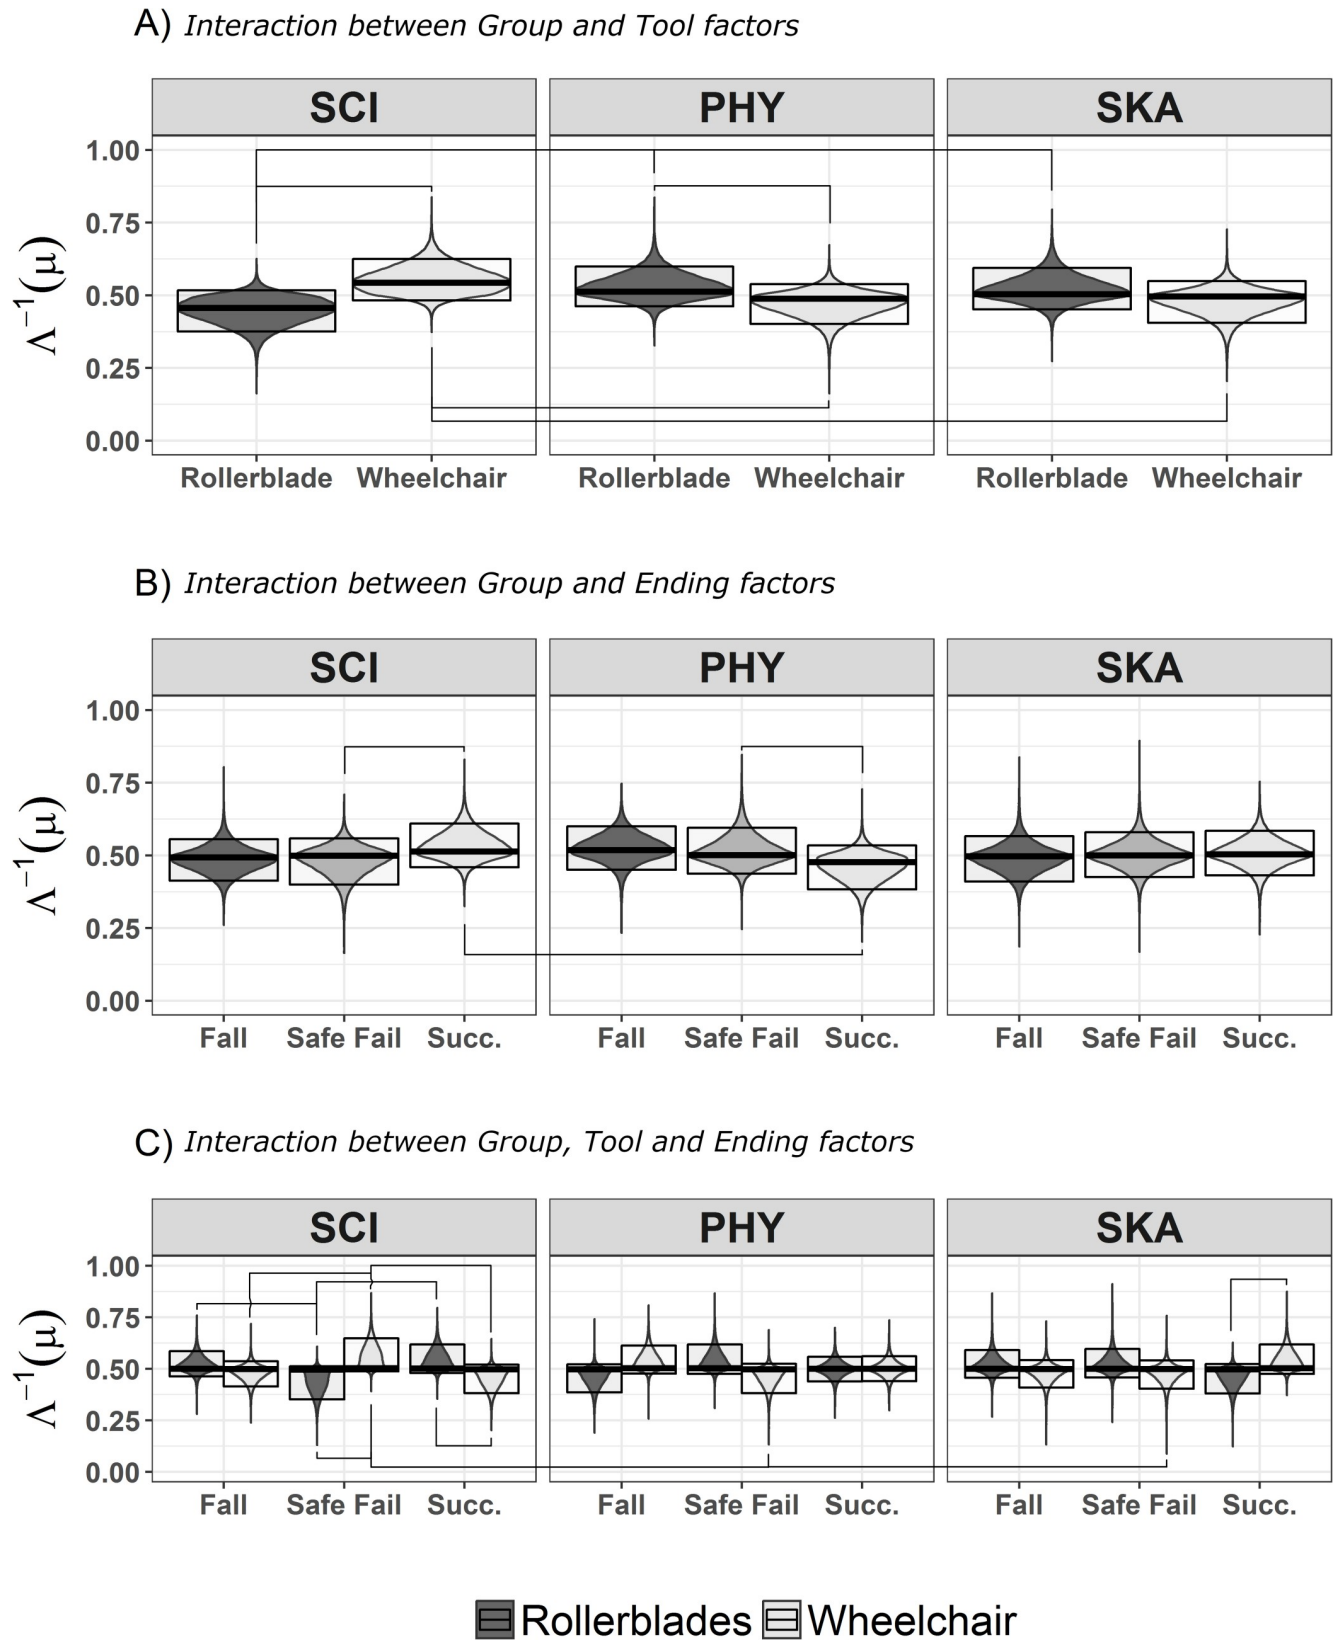 A) Interaction between Group and Tool factors
SCI PHY SKA
1.00
0.75
0.50
0.25
0.00
Λ⁻¹(μ)
Rollerblade Wheelchair Rollerblade Wheelchair Rollerblade Wheelchair
B) Interaction between Group and Ending factors
SCI PHY SKA
1.00
0.75
0.50
0.25
0.00
Λ⁻¹(μ)
Fall Safe Fail Succ. Fall Safe Fail Succ. Fall Safe Fail Succ.
C) Interaction between Group, Tool and Ending factors
SCI PHY SKA
1.00
0.75
0.50
0.25
0.00
Λ⁻¹(μ)
Fall Safe Fail Succ. Fall Safe Fail Succ. Fall Safe Fail Succ.
Rollerblades Wheelchair